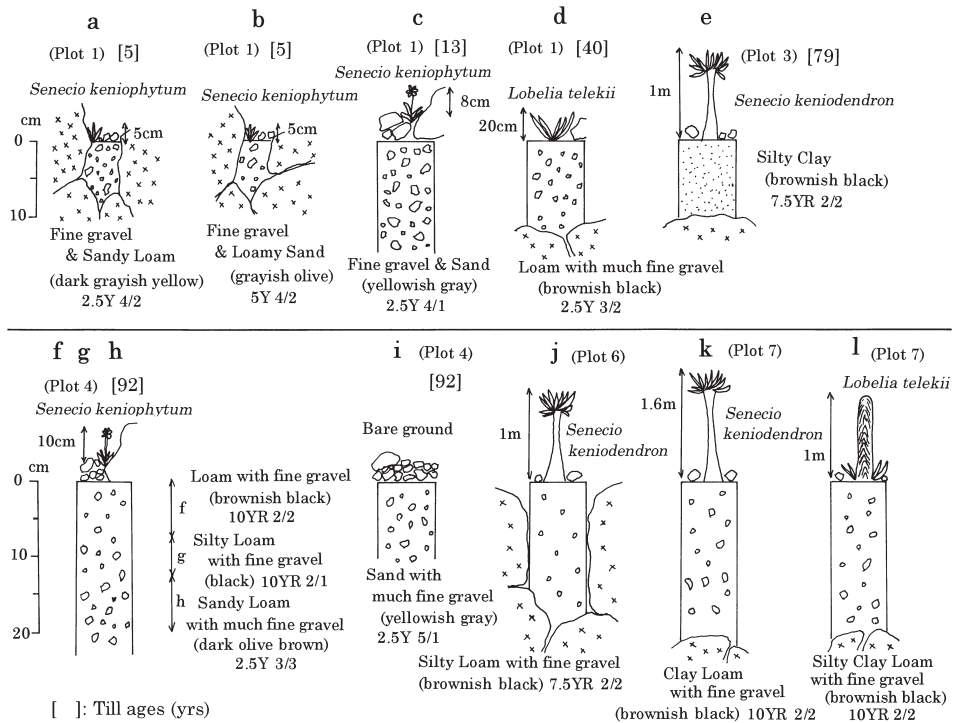 a
(Plot 1) [5]
Senecio keniophytum
cm
0
10
5cm
Fine gravel
& Sandy Loam
(dark grayish yellow)
2.5Y 4/2
b
(Plot 1) [5]
Senecio keniophytum
5cm
Fine gravel
& Loamy Sand
(grayish olive)
5Y 4/2
c
(Plot 1) [13]
Senecio keniophytum
8cm
Fine gravel & Sand
(yellowish gray)
2.5Y 4/1
d
(Plot 1) [40]
Lobelia telekii
20cm
Loam with much fine gravel
(brownish black)
2.5Y 3/2
e
(Plot 3) [79]
1m
Senecio keniodendron
Silty Clay
(brownish black)
7.5YR 2/2
f g h
(Plot 4) [92]
Senecio keniophytum
10cm
cm
0
10
20
Loam with fine gravel
(brownish black)
10YR 2/2
f
Silty Loam
with fine gravel
(black) 10YR 2/1
g
h Sandy Loam
with much fine gravel
(dark olive brown)
2.5Y 3/3
i (Plot 4)
[92]
Bare ground
Sand with
much fine gravel
(yellowish gray)
2.5Y 5/1
j (Plot 6)
1m
Senecio
keniodendron
Silty Loam with fine gravel
(brownish black) 7.5YR 2/2
k (Plot 7)
1.6m
Senecio
keniodendron
Clay Loam
with fine gravel
(brownish black) 10YR 2/2
l
(Plot 7)
Lobelia telekii
1m
Silty Clay Loam
with fine gravel
(brownish black)
10YR 2/2
[ ]: Till ages (yrs)